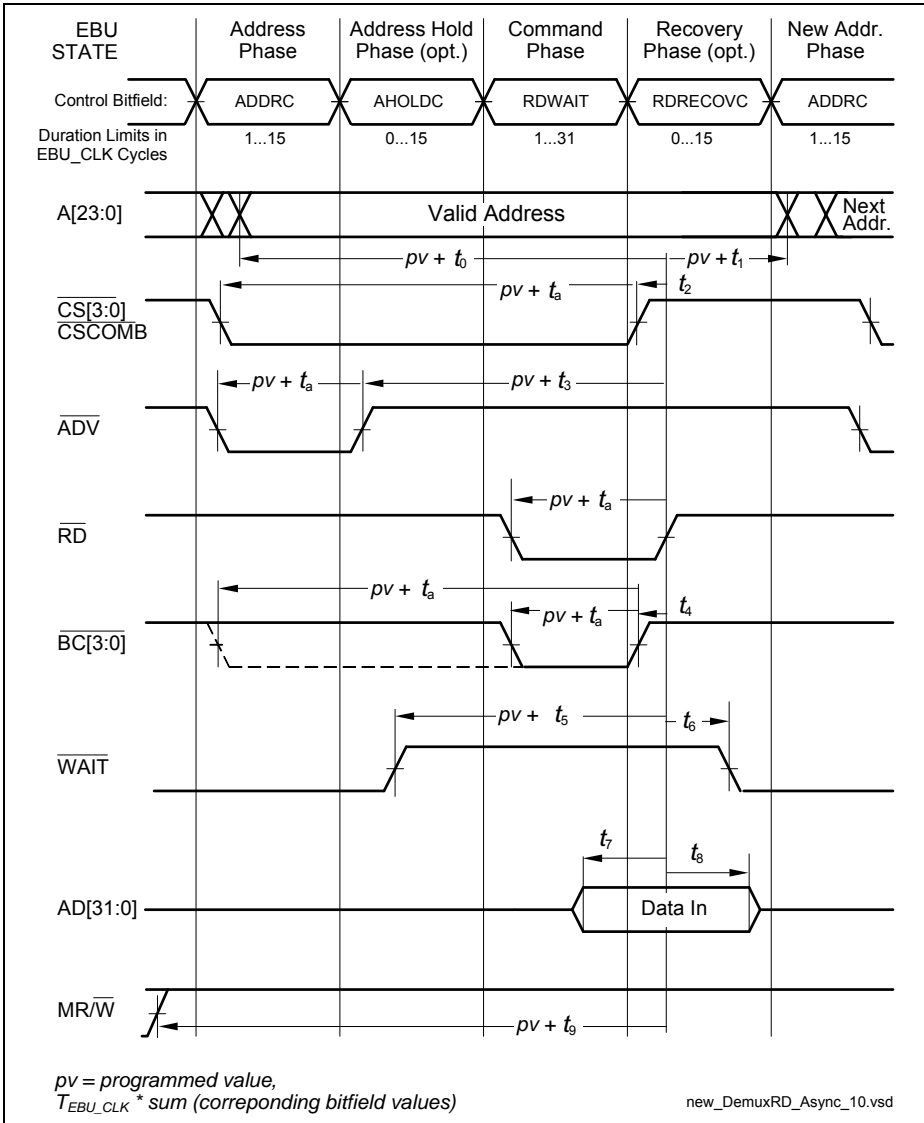 EBU STATE
Address Phase
Address Hold Phase (opt.)
Command Phase
Recovery Phase (opt.)
New Addr. Phase
Control Bitfield: ADDRC AHOLDC RDWAIT RDRECOVC ADDRC
Duration Limits in EBU_CLK Cycles
1...15 0...15 1...31 0...15 1...15
A[23:0] Valid Address Next Addr.
pv + t0 pv + t1
pv + ta t2
CS[3:0]
CSCOMB
pv + ta pv + t3
ADV
pv + ta
RD
pv + ta
pv + ta t4
BC[3:0]
pv + t5 t6
WAIT
t7 t8
AD[31:0] Data In
MR/W
pv + t9
pv = programmed value,
TEBU_CLK * sum (correponding bitfield values)
new_DemuxRD_Async_10.vsd